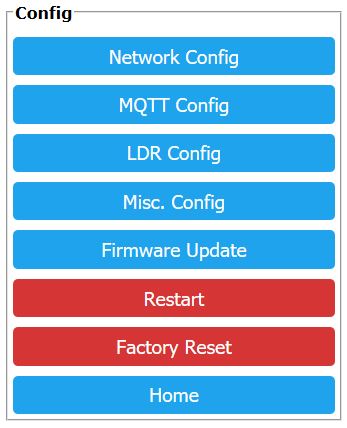 Config
Network Config
MQTT Config
LDR Config
Misc. Config
Firmware Update
Restart
Factory Reset
Home